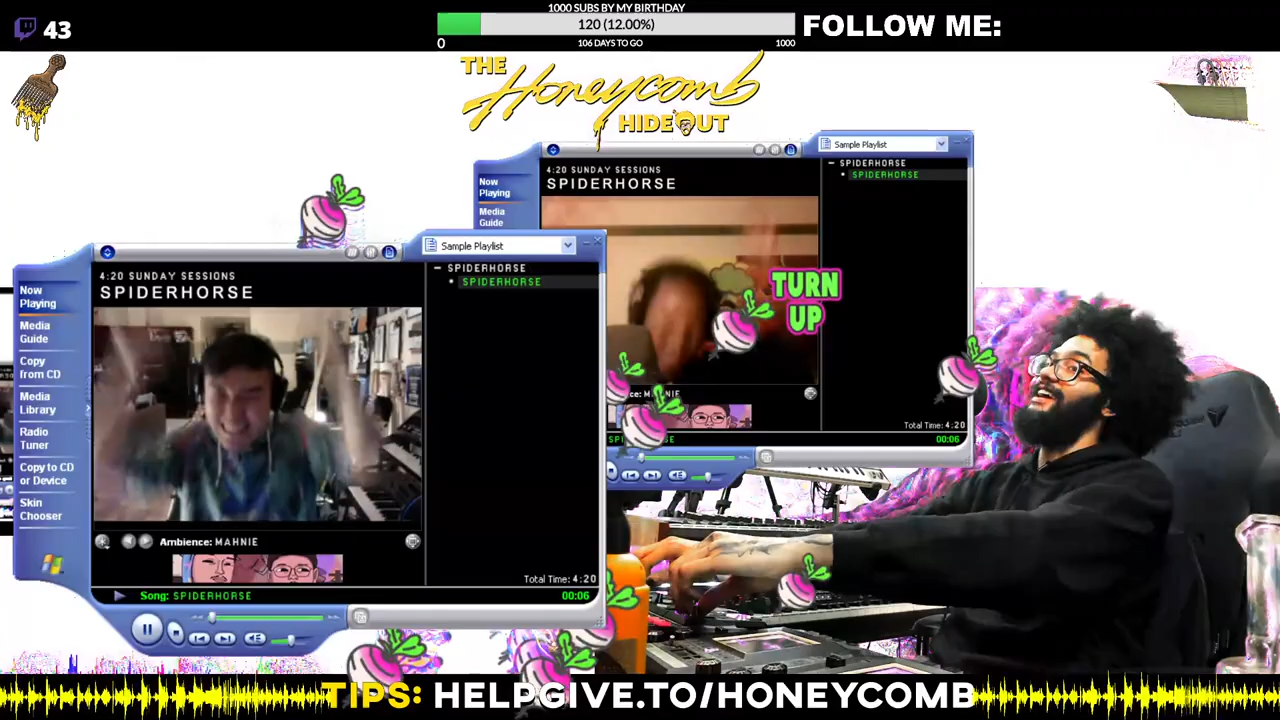 43
1000 SUBS BY MY BIRTHDAY
120 (12.00%)
0
106 DAYS TO GO
1000
FOLLOW ME:
THE
Honeycomb
HIDEOUT
Sample Playlist
4:20 SUNDAY SESSIONS
SPIDERHORSE
SPIDERHORSE
SPIDERHORSE
Now
Playing
Media
Guide
TURN
UP
Total Time: 4:20
00:06
Sample Playlist
4:20 SUNDAY SESSIONS
SPIDERHORSE
SPIDERHORSE
SPIDERHORSE
Now
Playing
Media
Guide
Copy
from CD
Media
Library
Radio
Tuner
Copy to CD
or Device
Skin
Chooser
Ambience: MAHNIE
Total Time: 4:20
Song: SPIDERHORSE
00:06
TIPS: HELPGIVE.TO/HONEYCOMB